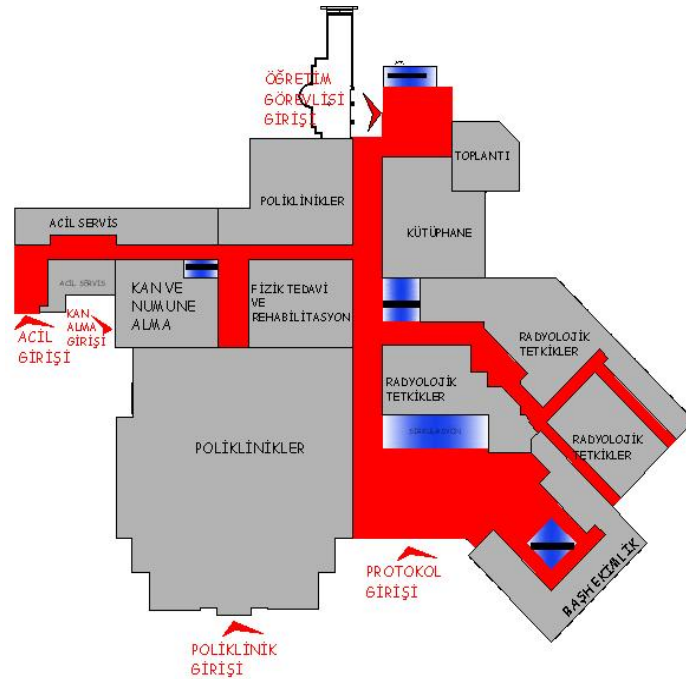 ÖĞRETİM
GÖREVLİSİ
GİRİŞİ
TOPLANTI
POLİKLİNİKLER
ACİL SERVİS
KÜTÜPHANE
ACİL SERVİS
KAN VE
NUMUNE
ALMA
FİZİK TEDAVİ
VE
REHABİLİTASYON
KAN
ALMA
GİRİŞİ
ACİL
GİRİŞİ
RADYOLOJİK
TETKİKLER
RADYOLOJİK
TETKİKLER
RADYOLOJİK
TETKİKLER
POLİKLİNİKLER
BAŞHEKİMLİK
PROTOKOL
GİRİŞİ
POLİKLİNİK
GİRİŞİ